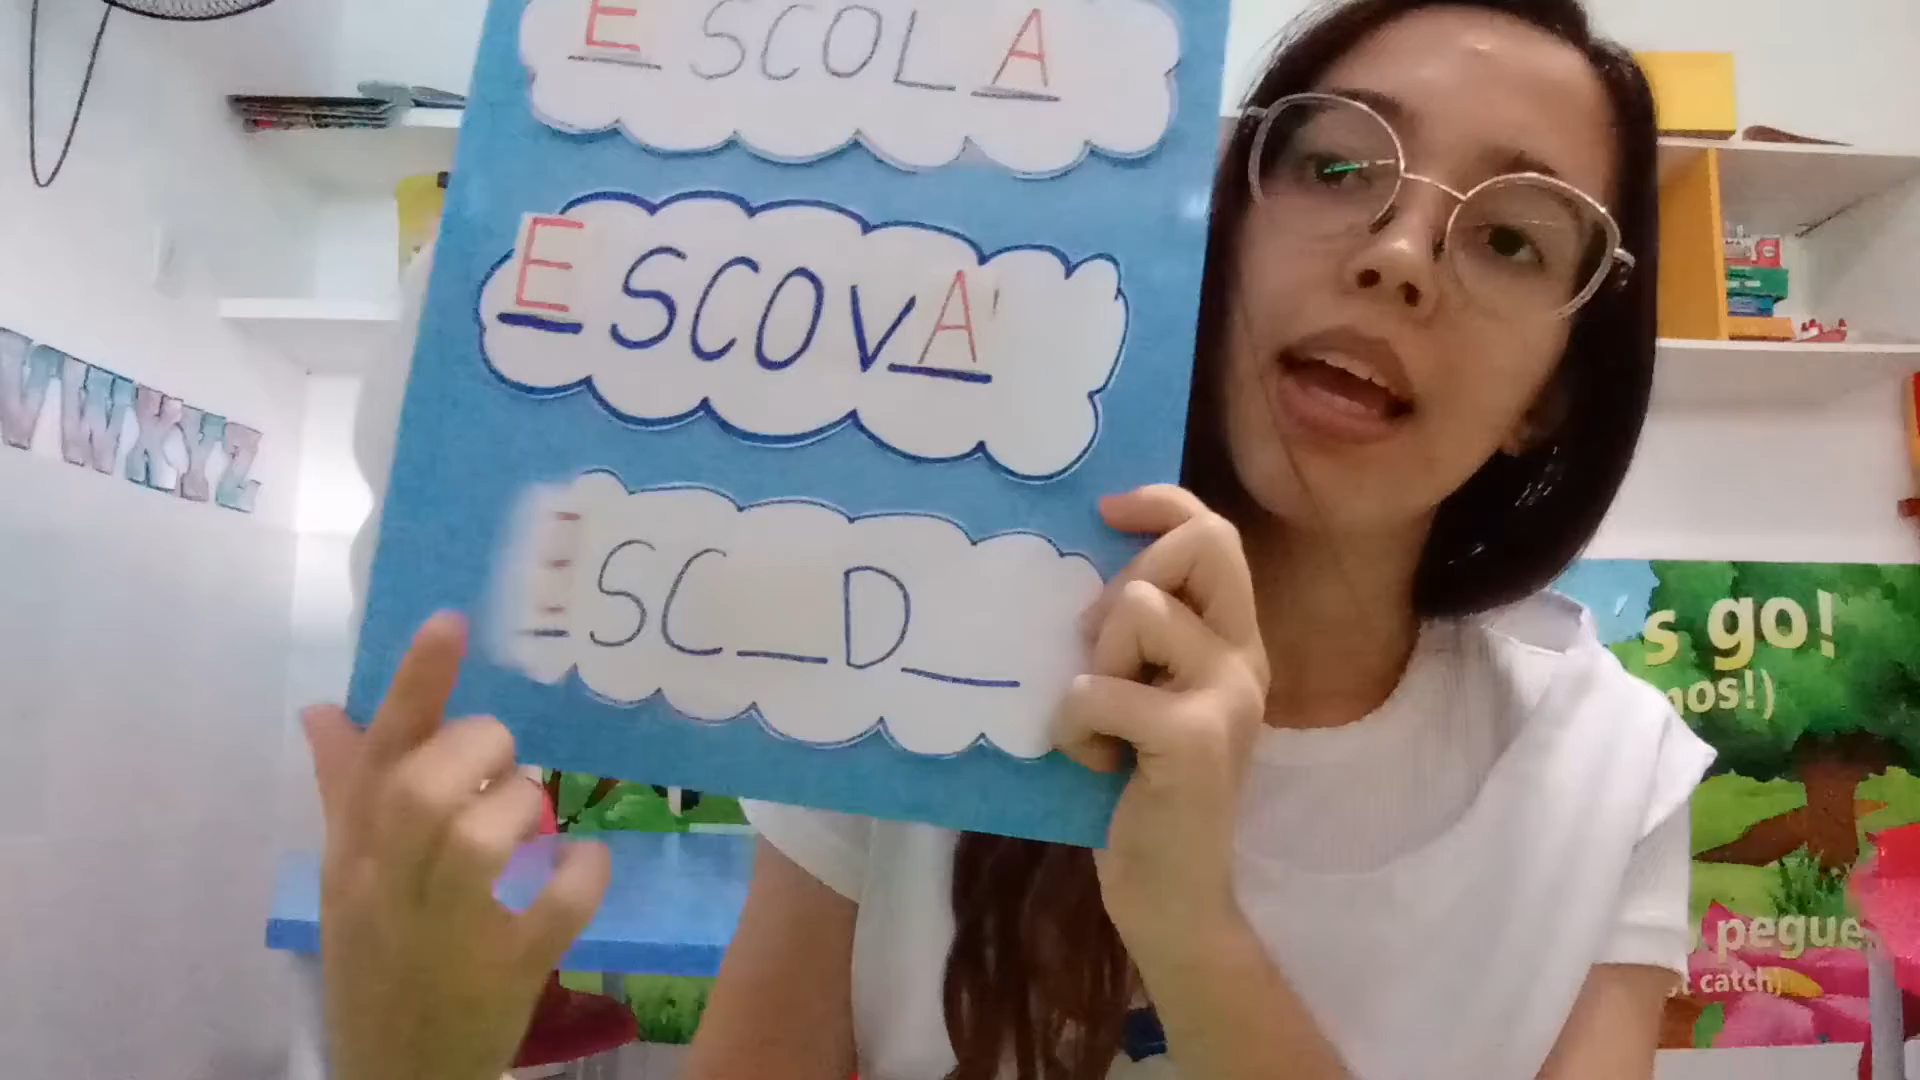 ESCOLA
ESCOVA
ESC_D_
VWXYZ
s go!
nos!)
pegue
t catch)